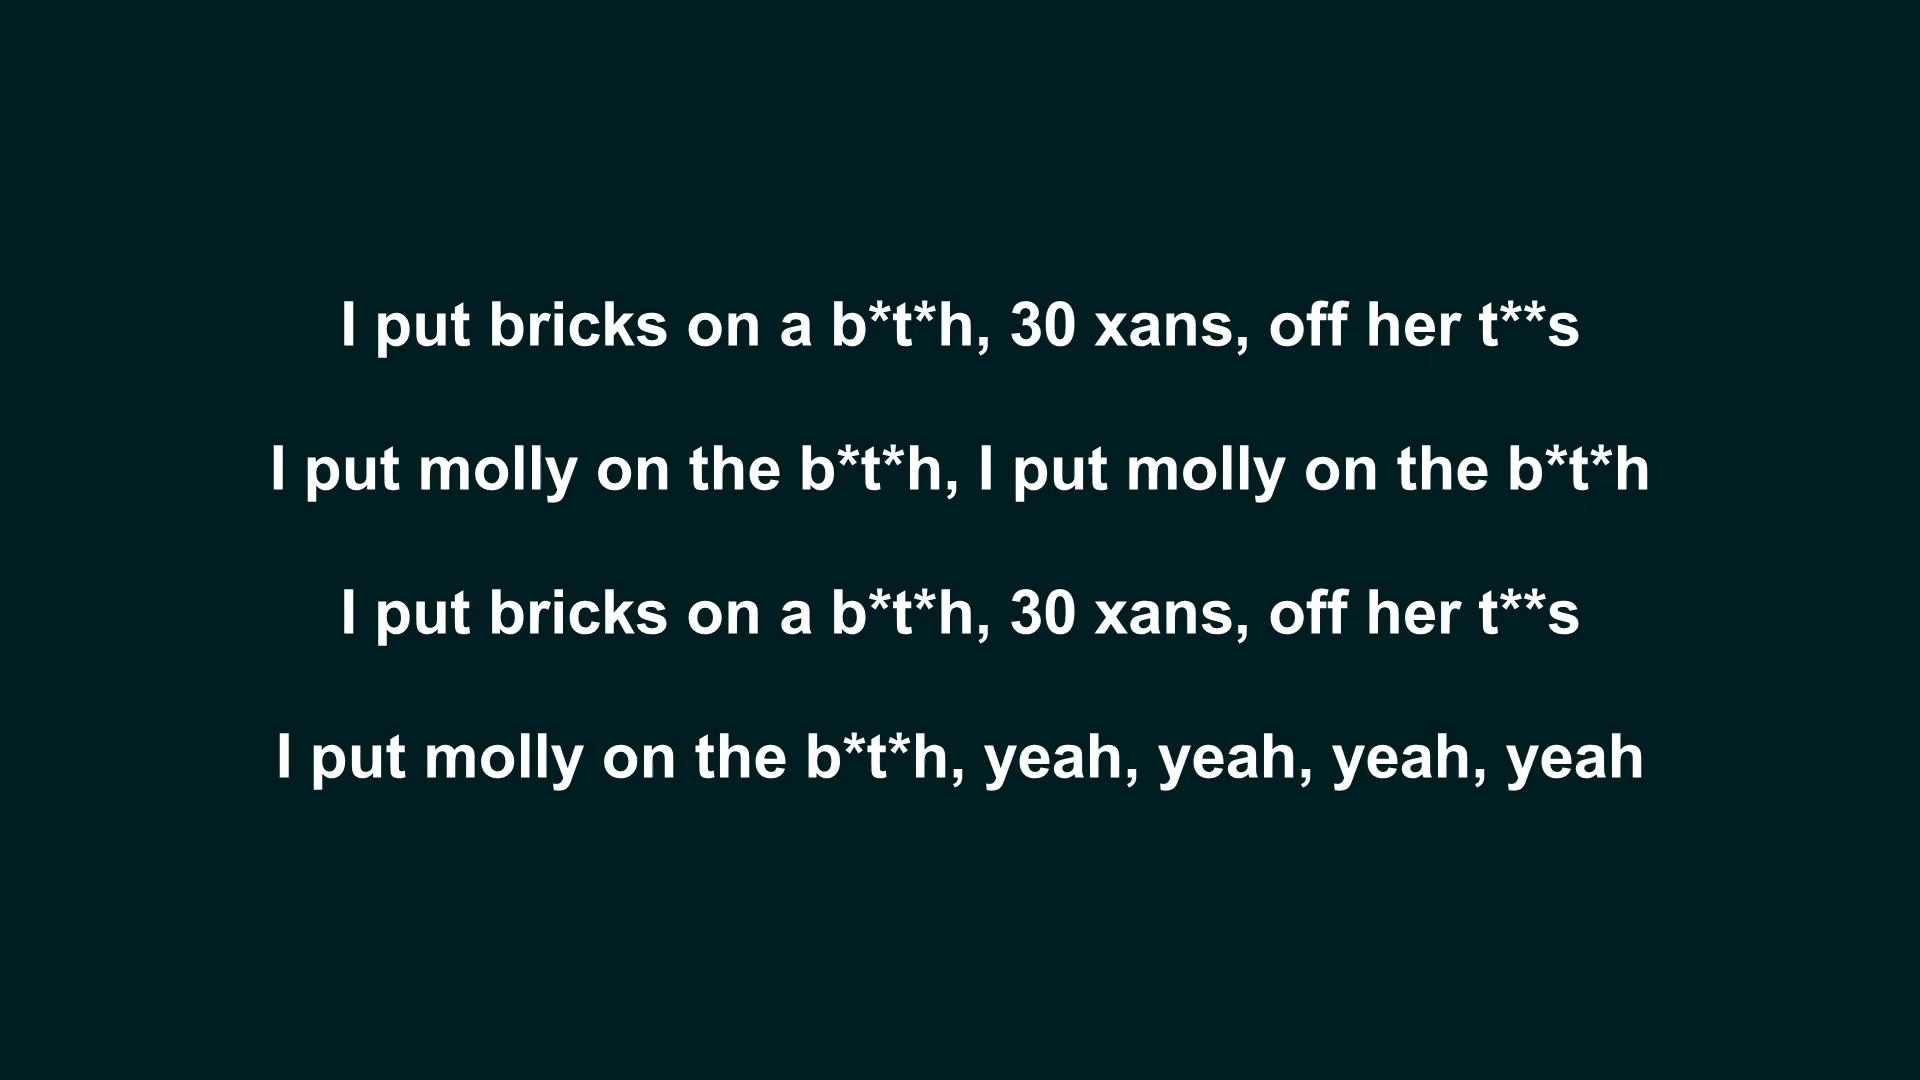 I put bricks on a b*t*h, 30 xans, off her t**s
I put molly on the b*t*h, I put molly on the b*t*h
I put bricks on a b*t*h, 30 xans, off her t**s
I put molly on the b*t*h, yeah, yeah, yeah, yeah